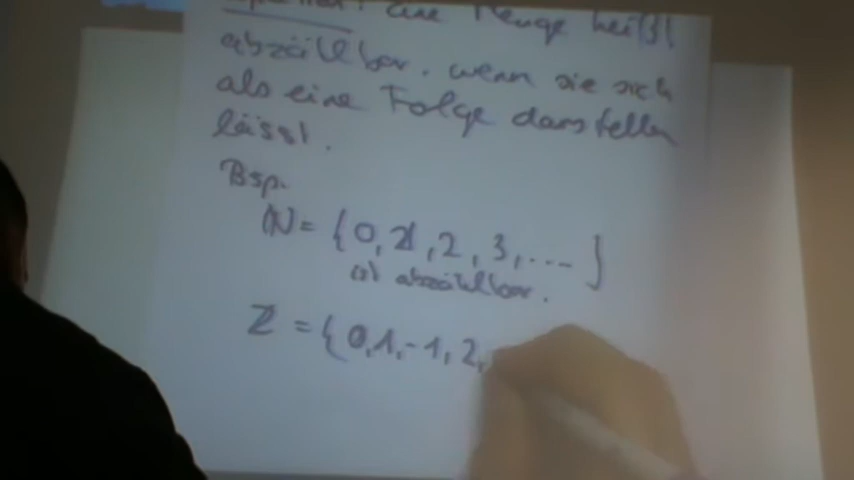 eine Menge heißt
abzählbar, wenn sie sich
als eine Folge darstellen
lässt.
Bsp.
ℕ = {0, 1, 2, 3, ... }
ist abzählbar.
ℤ = { 0, 1, -1, 2,